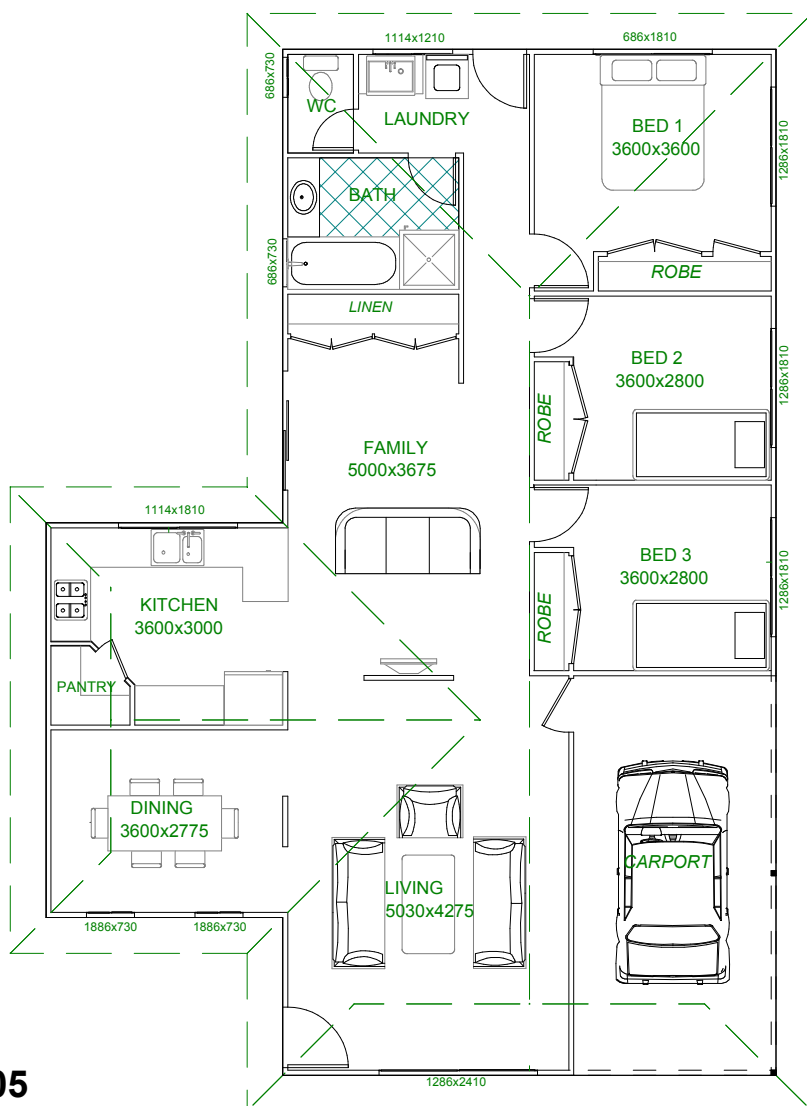 1114x1210
686x1810
686x730
WC
LAUNDRY
BED 1
3600x3600
1286x1810
BATH
686x730
ROBE
LINEN
BED 2
3600x2800
1286x1810
ROBE
FAMILY
5000x3675
1114x1810
BED 3
3600x2800
1286x1810
ROBE
KITCHEN
3600x3000
PANTRY
DINING
3600x2775
CARPORT
LIVING
5030x4275
1886x730
1886x730
1286x2410
05